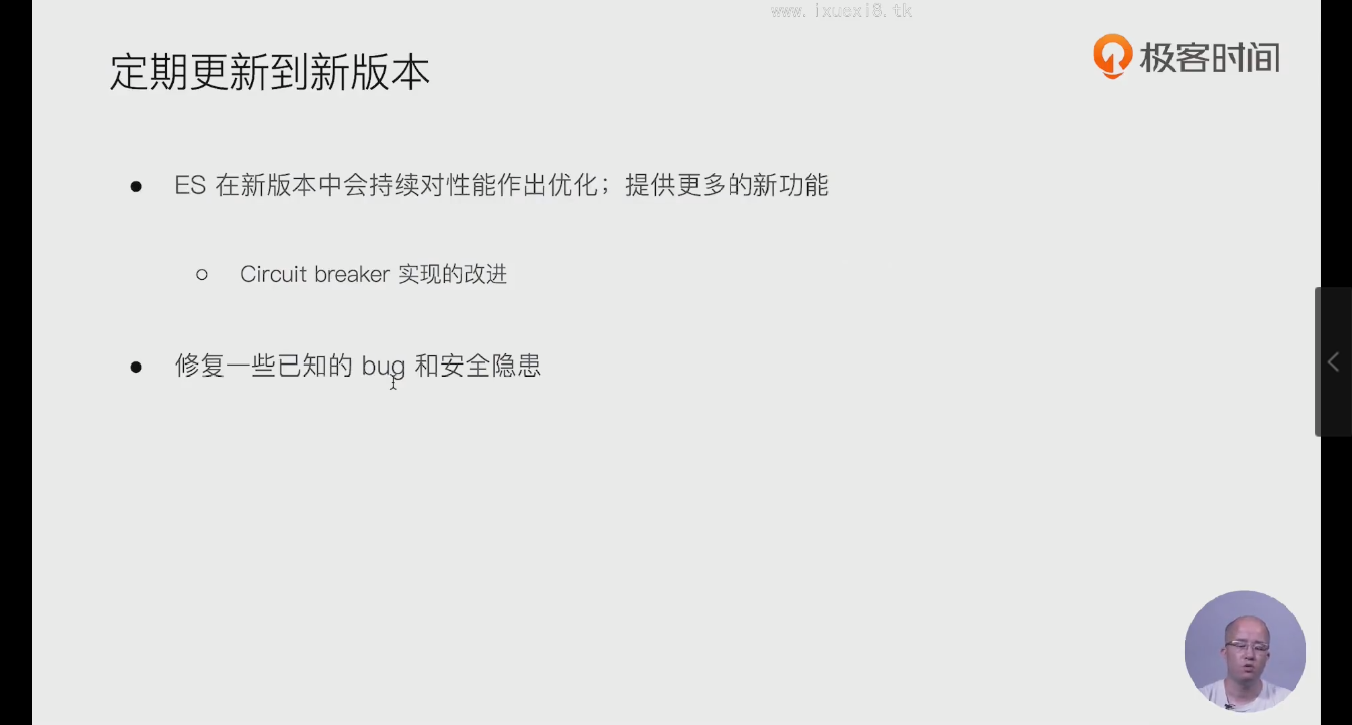 www. ixuexi8. tk
定期更新到新版本
极客时间
ES 在新版本中会持续对性能作出优化；提供更多的新功能
Circuit breaker 实现的改进
修复一些已知的 bug 和安全隐患